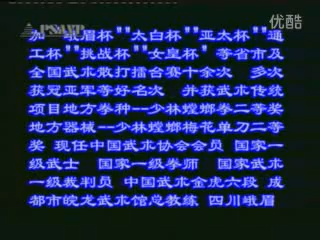 优酷
加 峨眉杯""太白杯""亚太杯""通
工杯""挑战杯""女皇杯" 等省市及
全国武术散打擂台赛十余次 多次
获冠亚军等好名次 并获武术传统
项目地方拳种--少林螳螂拳二等奖
地方器械--少林螳螂梅花单刀二等
奖 现任中国武术协会会员 国家一
级武士 国家一级拳师 国家武术
一级裁判员 中国武术金虎六段 成
都市皖龙武术馆总教练 四川峨眉